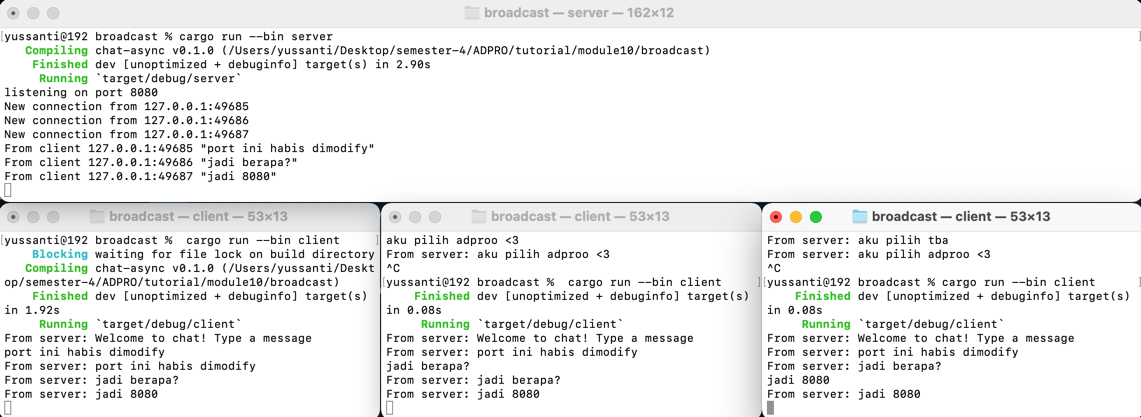 broadcast — server — 162×12
[yussanti@192 broadcast % cargo run --bin server ]
Compiling chat-async v0.1.0 (/Users/yussanti/Desktop/semester-4/ADPRO/tutorial/module10/broadcast)
Finished dev [unoptimized + debuginfo] target(s) in 2.90s
Running `target/debug/server`
listening on port 8080
New connection from 127.0.0.1:49685
New connection from 127.0.0.1:49686
New connection from 127.0.0.1:49687
From client 127.0.0.1:49685 "port ini habis dimodify"
From client 127.0.0.1:49686 "jadi berapa?"
From client 127.0.0.1:49687 "jadi 8080"
broadcast — client — 53×13
[yussanti@192 broadcast %  cargo run --bin client ]
Blocking waiting for file lock on build directory
Compiling chat-async v0.1.0 (/Users/yussanti/Deskt
op/semester-4/ADPRO/tutorial/module10/broadcast)
Finished dev [unoptimized + debuginfo] target(s)
in 1.92s
Running `target/debug/client`
From server: Welcome to chat! Type a message
port ini habis dimodify
From server: port ini habis dimodify
From server: jadi berapa?
From server: jadi 8080
broadcast — client — 53×13
aku pilih adproo <3
From server: aku pilih adproo <3
^C
[yussanti@192 broadcast %  cargo run --bin client ]
Finished dev [unoptimized + debuginfo] target(s)
in 0.08s
Running `target/debug/client`
From server: Welcome to chat! Type a message
From server: port ini habis dimodify
jadi berapa?
From server: jadi berapa?
From server: jadi 8080
broadcast — client — 53×13
From server: aku pilih tba
From server: aku pilih adproo <3
^C
[yussanti@192 broadcast % cargo run --bin client ]
Finished dev [unoptimized + debuginfo] target(s)
in 0.08s
Running `target/debug/client`
From server: Welcome to chat! Type a message
From server: port ini habis dimodify
From server: jadi berapa?
jadi 8080
From server: jadi 8080